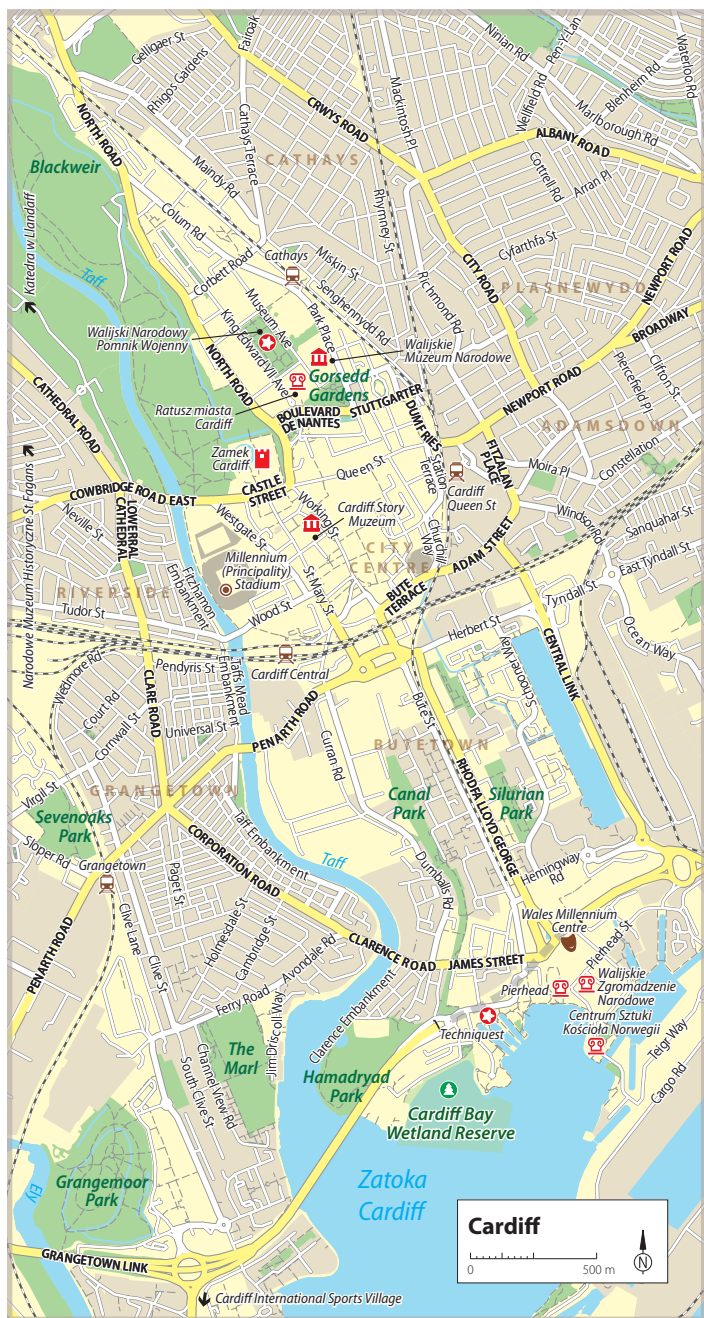 Gelligaer St
Fairoak
Ninian Rd
Pen-Y-Lan
Waterloo Rd
Rhigos Gardens
Wellfield Rd
Blenheim Rd
Marlborough Rd
NORTH ROAD
Cathays Terrace
CRWYS ROAD
Mackintosh Pl
ALBANY ROAD
CATHAYS
Blackweir
Maindy Rd
Cottrell Rd
Arran Pl
Katedra w Llandaff
Colum Rd
Rhymney St
Cyfarthfa St
Taff
Corbett Road
Cathays
Miskin St
Senghennydd Rd
Richmond Rd
CITY ROAD
PLASNEWYDD
NEWPORT ROAD
BROADWAY
Walijski Narodowy
Pomnik Wojenny
Museum Ave
King Edward VII Ave
Park Place
Walijskie
Muzeum Narodowe
NORTH ROAD
Gorsedd
Gardens
Piercefield Pl
Clifton St
CATHEDRAL ROAD
Ratusz miasta
Cardiff
BOULEVARD
DE NANTES
STUTTGARTER
DUMFRIES
NEWPORT ROAD
ADAMSDOWN
Narodowe Muzeum Historyczne St Fagans
Zamek
Cardiff
Queen St
Station
Terrace
FITZALAN
PLACE
Moira Pl
Constellation
Cardiff
Queen St
COWBRIDGE ROAD EAST
CASTLE
STREET
LOWERRAL
CATHEDRAL
Neville St
Westgate St
Working St
Cardiff Story
Museum
Churchill
Way
Windsor Rd
Sanquahar St
CITY
CENTRE
ADAM STREET
East Tyndall St
Millennium
(Principality)
Stadium
Fitzhamon
Embankment
RIVERSIDE
Tudor St
Wood St
St Mary St
BUTE
TERRACE
Tyndall St
Herbert St
Ocean Way
Wedmore Rd
Pendyris St
Taffs Mead
Embankment
Cardiff Central
CLARE ROAD
Court Rd
Cornwall St
Universal St
PENARTH ROAD
Schooner Way
CENTRAL LINK
Bute St
Curran Rd
BUTETOWN
GRANGETOWN
Virgil St
Sevenoaks
Park
Sloper Rd
Canal
Park
Silurian
Park
RHODFA LLOYD GEORGE
Taff Embankment
Taff
Grangetown
CORPORATION ROAD
Paget St
Dumballs Rd
Hemingway
Rd
Clive Lane
Clive St
Holmesdale St
Cambridge St
Avondale Rd
CLARENCE ROAD
JAMES STREET
Wales Millennium
Centre
Pierhead St
PENARTH ROAD
Ferry Road
Jim Driscoll Way
Clarence Embankment
Pierhead
Walijskie
Zgromadzenie
Narodowe
Techniquest
Centrum Sztuki
Kościoła Norwegii
Teigr Way
Cargo Rd
The
Marl
Channel View Rd
South Clive St
Hamadryad
Park
Cardiff Bay
Wetland Reserve
Grangemoor
Park
Ely
Zatoka
Cardiff
Cardiff
0
500 m
N
GRANGETOWN LINK
Cardiff International Sports Village